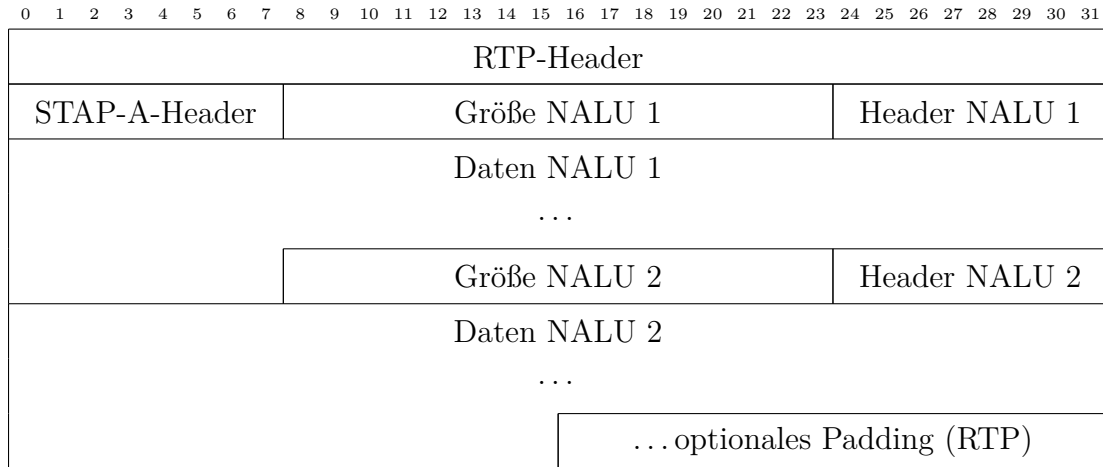 0 1 2 3 4 5 6 7 8 9 10 11 12 13 14 15 16 17 18 19 20 21 22 23 24 25 26 27 28 29 30 31
RTP-Header
STAP-A-Header Größe NALU 1 Header NALU 1
Daten NALU 1
...
Größe NALU 2 Header NALU 2
Daten NALU 2
...
...optionales Padding (RTP)